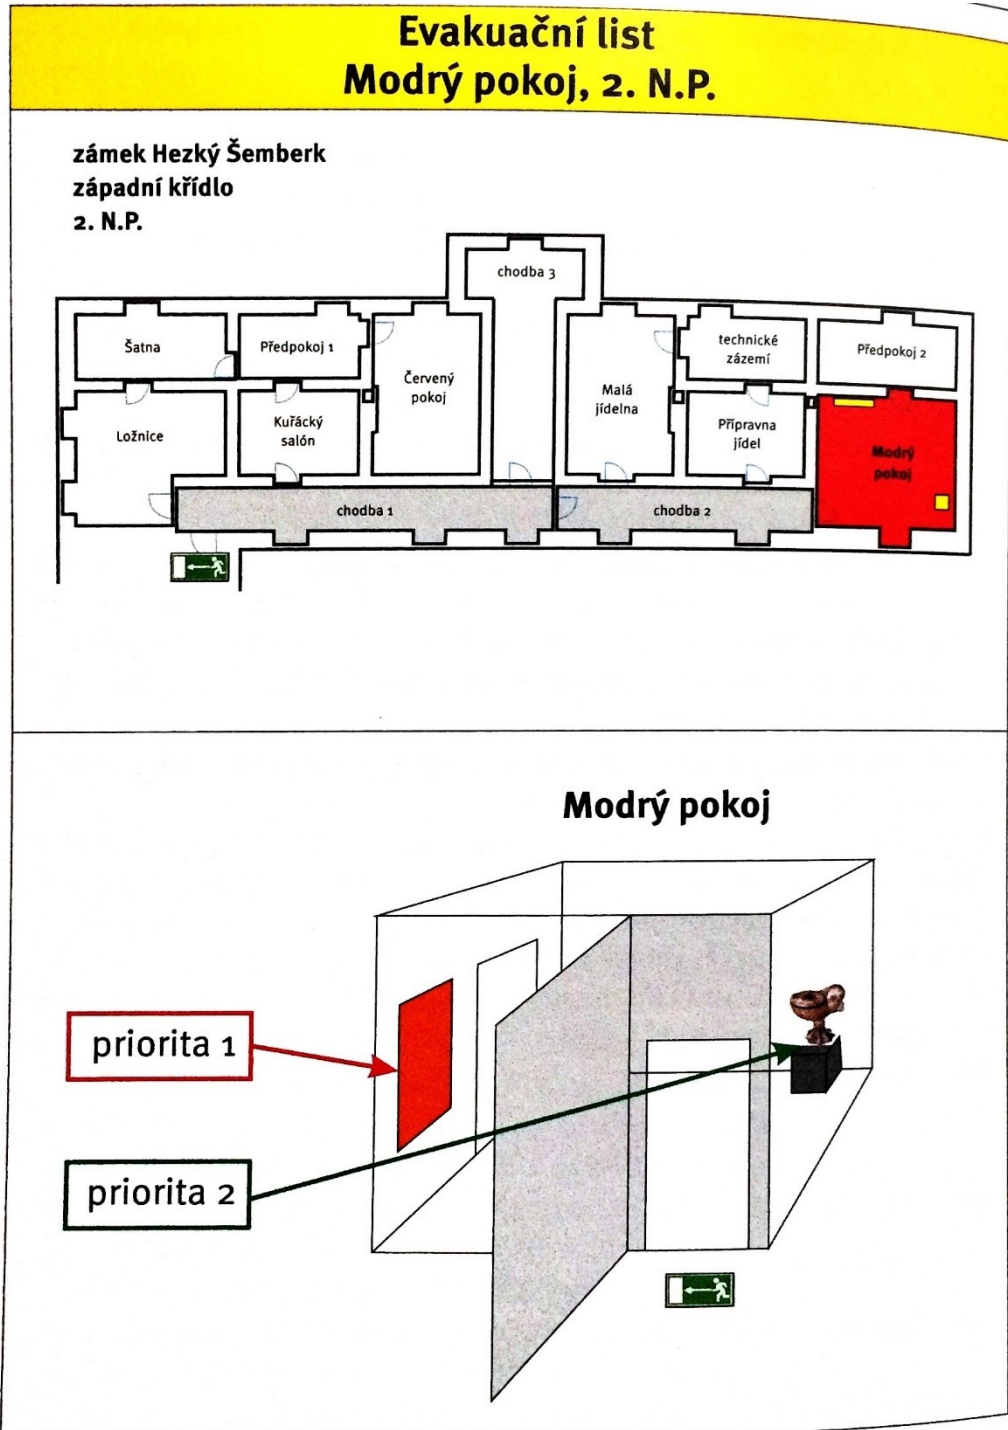 Evakuační list
Modrý pokoj, 2. N.P.
zámek Hezký Šemberk
západní křídlo
2. N.P.
chodba 3
Šatna
Předpokoj 1
Červený
pokoj
Malá
jídelna
technické
zázemí
Předpokoj 2
Ložnice
Kuřácký
salón
Přípravna
jídel
Modrý
pokoj
chodba 1
chodba 2
Modrý pokoj
priorita 1
priorita 2